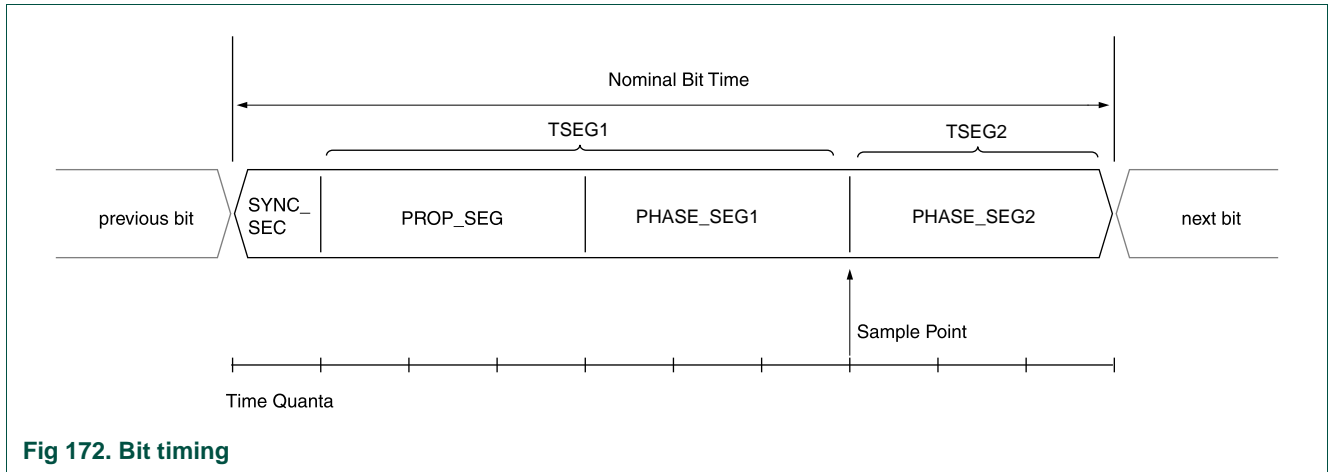 Nominal Bit Time
TSEG1
TSEG2
previous bit
SYNC_
SEC
PROP_SEG
PHASE_SEG1
PHASE_SEG2
next bit
Sample Point
Time Quanta
Fig 172. Bit timing